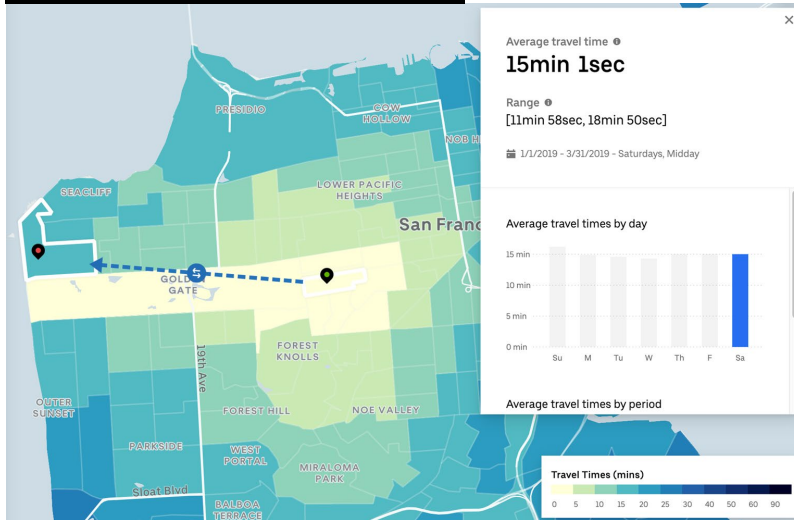 PRESIDIO
COW
HOLLOW
NOB H
SEACLIFF
LOWER PACIFIC
HEIGHTS
San Franc
GOLDEN
GATE
19th Ave
FOREST
KNOLLS
OUTER
SUNSET
FOREST HILL
NOE VALLEY
PARKSIDE
WEST
PORTAL
MIRALOMA
PARK
Sloat Blvd
BALBOA
TERRACE
Average travel time
15min 1sec
Range
[11min 58sec, 18min 50sec]
1/1/2019 - 3/31/2019 - Saturdays, Midday
Average travel times by day
15 min
10 min
5 min
0 min
Su M Tu W Th F Sa
Average travel times by period
Travel Times (mins)
0 5 10 15 20 25 30 40 50 60 90